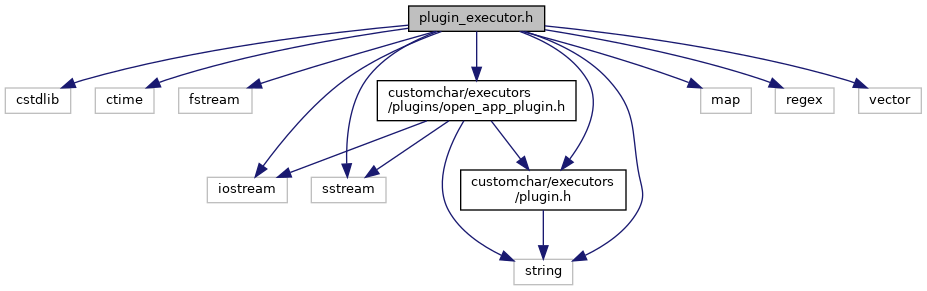 plugin_executor.h
cstdlib
ctime
fstream
customchar/executors
/plugins/open_app_plugin.h
map
regex
vector
iostream
sstream
customchar/executors
/plugin.h
string